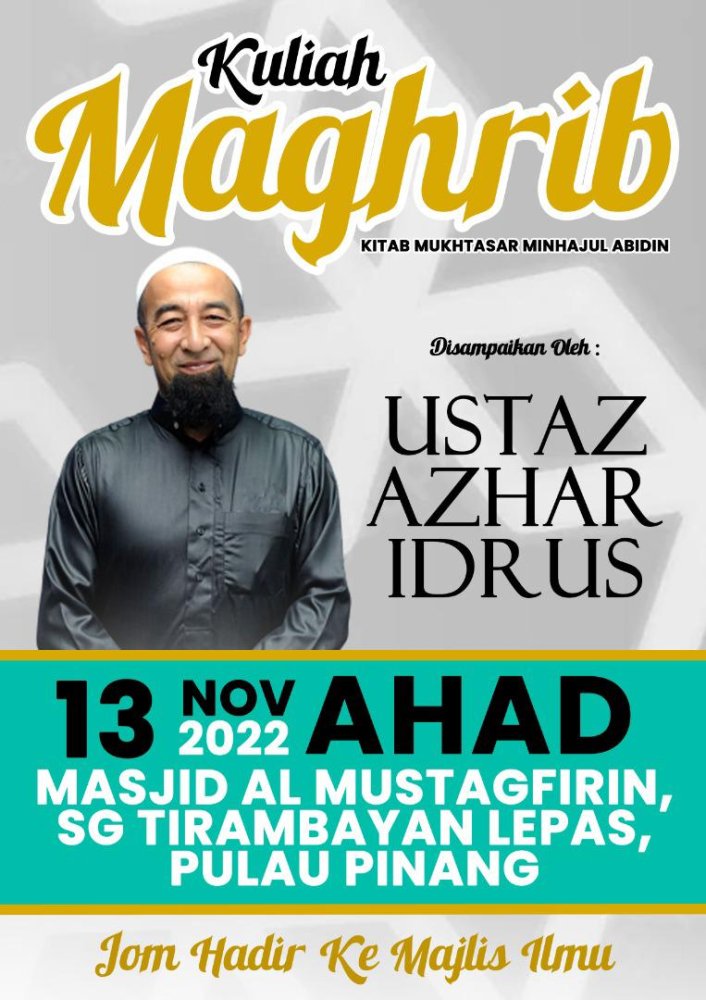 Kuliah
Maghrib
KITAB MUKHTASAR MINHAJUL ABIDIN
Disampaikan Oleh :
USTAZ
AZHAR
IDRUS
13 NOV 2022 AHAD
MASJID AL MUSTAGFIRIN,
SG TIRAMBAYAN LEPAS,
PULAU PINANG
Jom Hadir Ke Majlis Ilmu